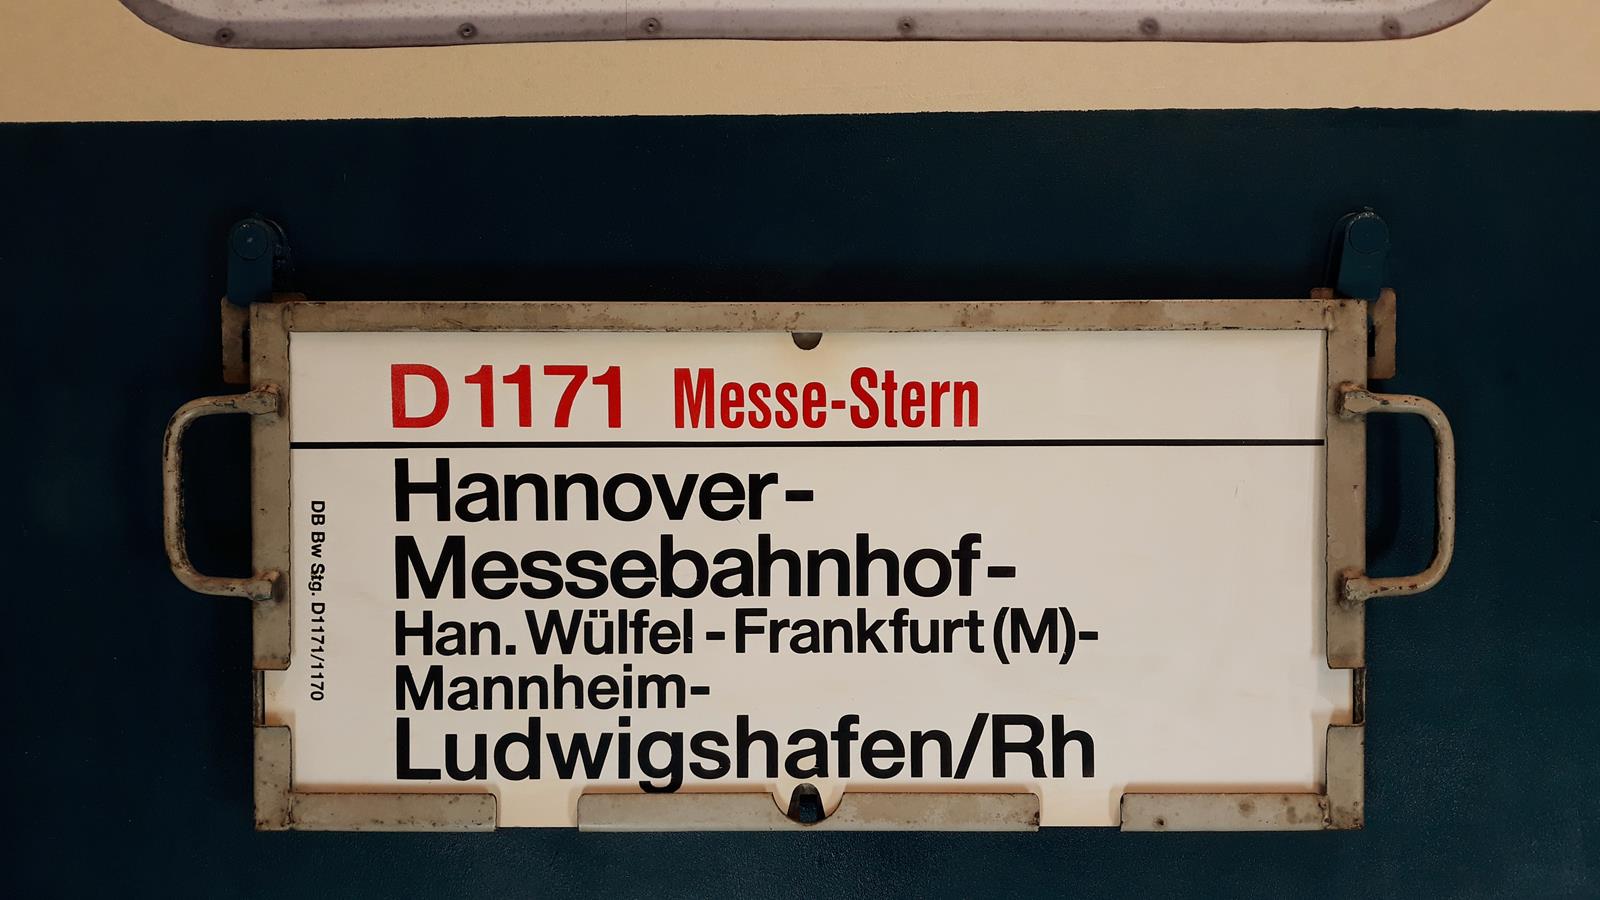 D 1171 Messe-Stern
Hannover-
Messebahnhof-
Han. Wülfel - Frankfurt (M)-
Mannheim-
Ludwigshafen/Rh
DB Bw Stg. D1171/1170